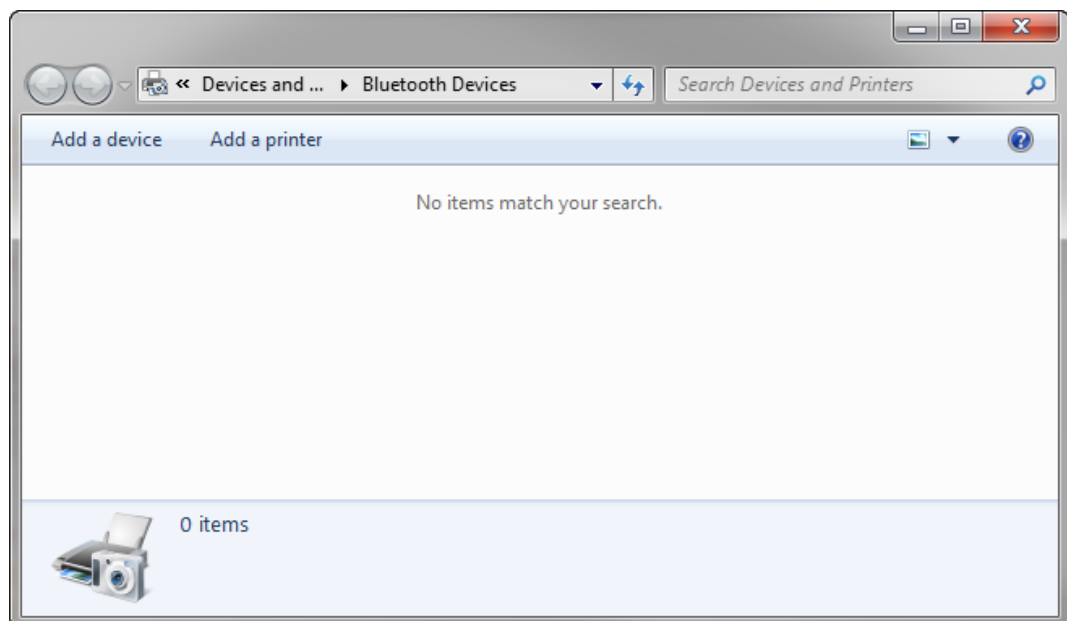 « Devices and ... ▸ Bluetooth Devices Search Devices and Printers
Add a device Add a printer
No items match your search.
0 items